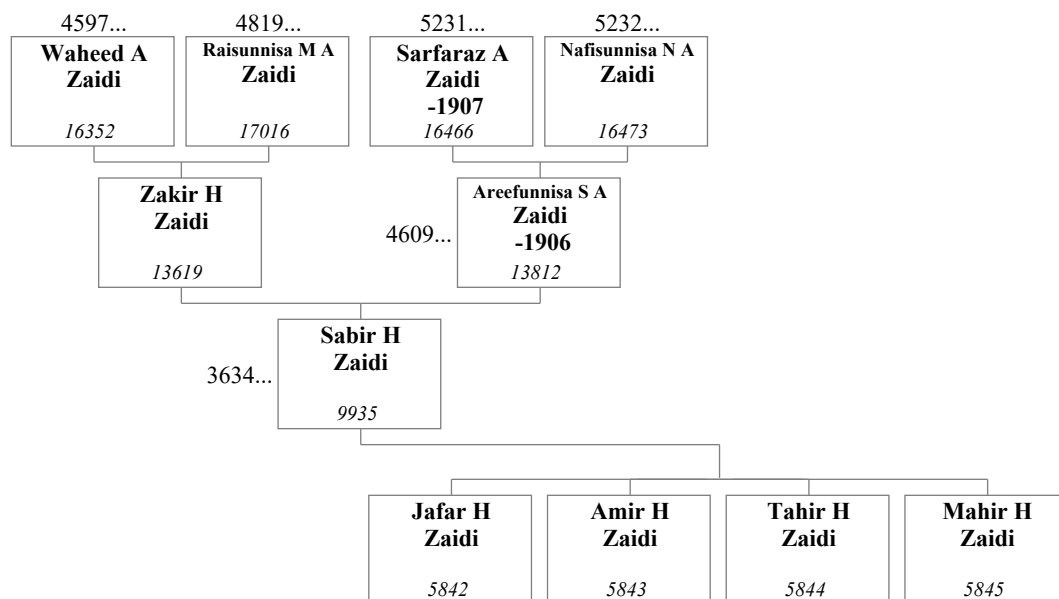 4597...
4819...
5231...
5232...
Waheed A
Zaidi
16352
Raisunnisa M A
Zaidi
17016
Sarfaraz A
Zaidi
-1907
16466
Nafisunnisa N A
Zaidi
16473
Zakir H
Zaidi
13619
4609...
Areefunnisa S A
Zaidi
-1906
13812
3634...
Sabir H
Zaidi
9935
Jafar H
Zaidi
5842
Amir H
Zaidi
5843
Tahir H
Zaidi
5844
Mahir H
Zaidi
5845